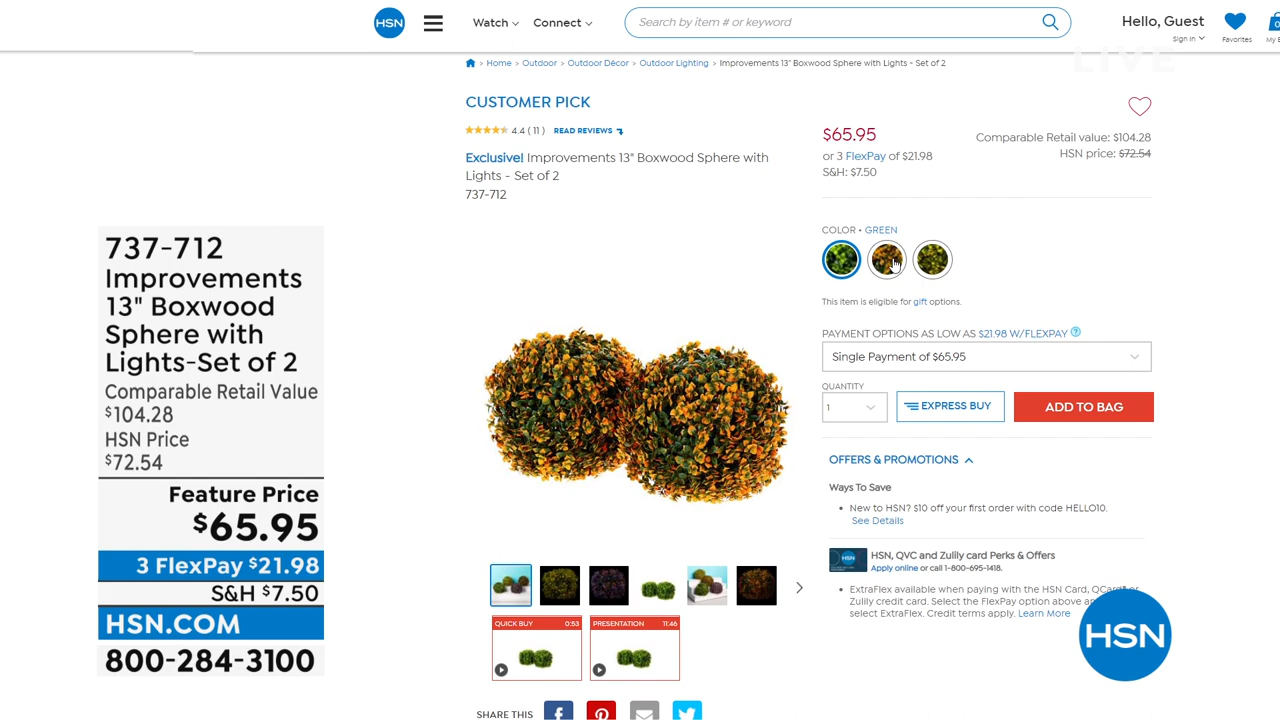 HSN
Watch
Connect
Search by item # or keyword
Hello, Guest
Sign In
Favorites
0
LIVE
> Home > Outdoor > Outdoor Décor > Outdoor Lighting > Improvements 13" Boxwood Sphere with Lights - Set of 2
CUSTOMER PICK
4.4 ( 11 ) READ REVIEWS
Exclusive! Improvements 13" Boxwood Sphere with
Lights - Set of 2
737-712
$65.95
or 3 FlexPay of $21.98
S&H: $7.50
Comparable Retail value: $104.28
HSN price: $72.54
COLOR • GREEN
This item is eligible for gift options.
PAYMENT OPTIONS AS LOW AS $21.98 W/FLEXPAY ?
Single Payment of $65.95
QUANTITY
1
EXPRESS BUY
ADD TO BAG
OFFERS & PROMOTIONS
Ways To Save
• New to HSN? $10 off your first order with code HELLO10.
See Details
HSN
HSN, QVC and Zulily card Perks & Offers
Apply online or call 1-800-695-1418.
• ExtraFlex available when paying with the HSN Card, QCard or
Zulily credit card. Select the FlexPay option above
select ExtraFlex. Credit terms apply. Learn More
HSN
737-712
Improvements
13" Boxwood
Sphere with
Lights-Set of 2
Comparable Retail Value
$104.28
HSN Price
$72.54
Feature Price
$65.95
3 FlexPay $21.98
S&H $7.50
HSN.COM
800-284-3100
QUICK BUY 0:53
PRESENTATION 11:46
SHARE THIS